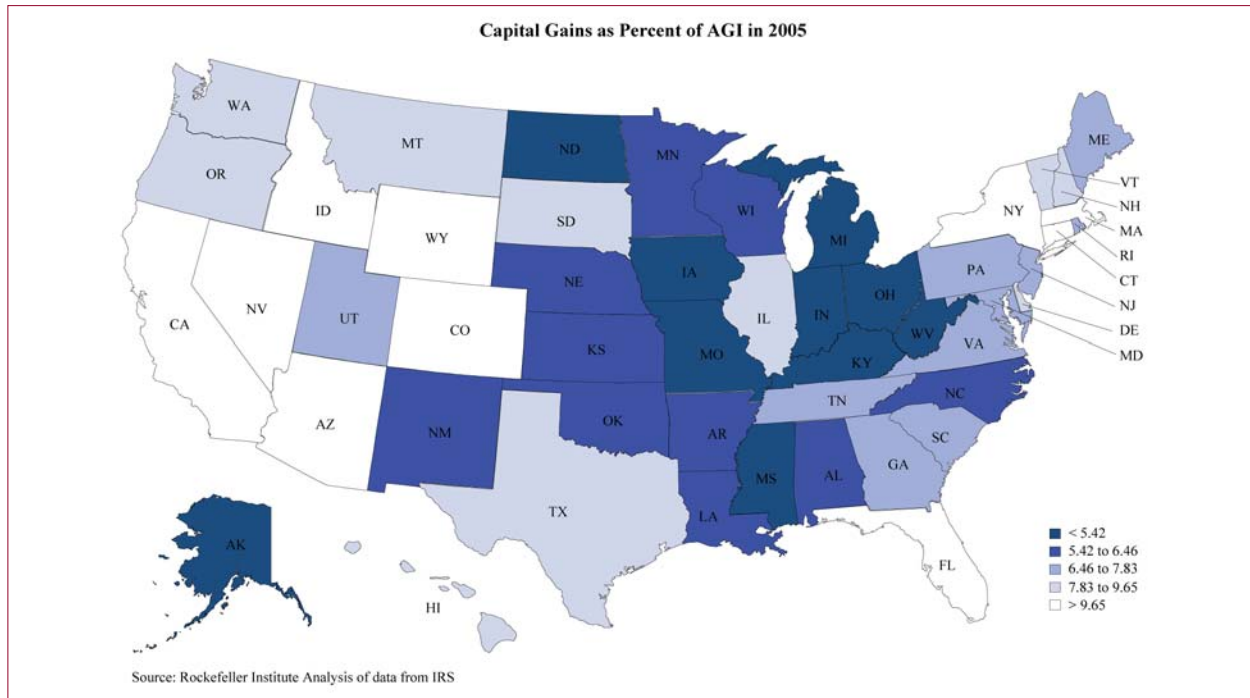 Capital Gains as Percent of AGI in 2005
WA
MT
ND
MN
ME
OR
ID
SD
WI
VT
NH
WY
NY
MA
MI
RI
IA
CT
NE
PA
NJ
OH
NV
IL
IN
DE
UT
CO
CA
WV
MD
VA
KS
MO
KY
NC
TN
AZ
OK
NM
AR
SC
MS
AL
GA
TX
LA
< 5.42
AK
5.42 to 6.46
FL
6.46 to 7.83
7.83 to 9.65
HI
> 9.65
Source: Rockefeller Institute Analysis of data from IRS